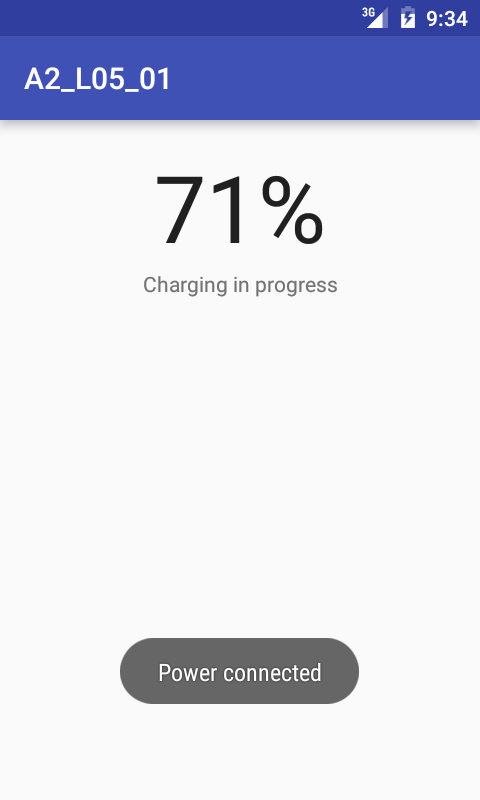 3G 9:34
A2_L05_01
71%
Charging in progress
Power connected